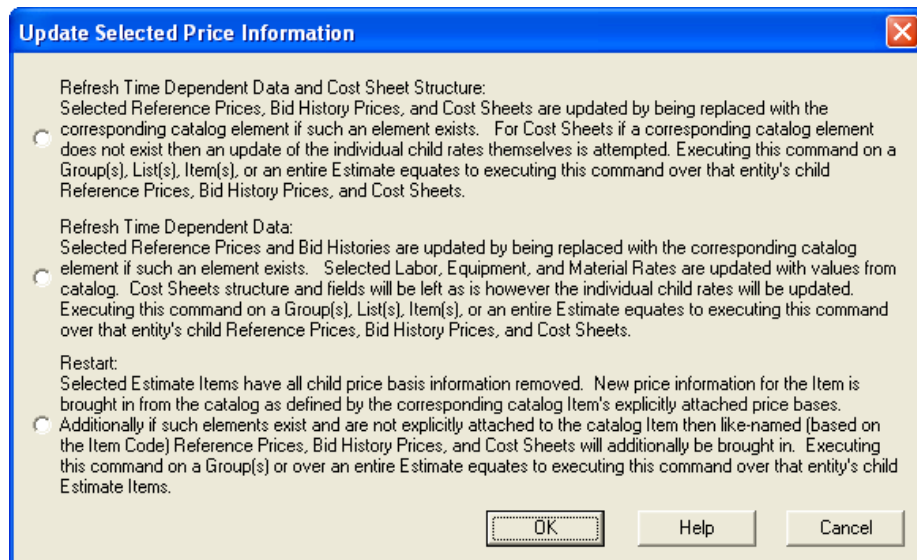 Update Selected Price Information
Refresh Time Dependent Data and Cost Sheet Structure:
Selected Reference Prices, Bid History Prices, and Cost Sheets are updated by being replaced with the
corresponding catalog element if such an element exists.   For Cost Sheets if a corresponding catalog element
does not exist then an update of the individual child rates themselves is attempted. Executing this command on a
Group(s), List(s), Item(s), or an entire Estimate equates to executing this command over that entity's child
Reference Prices, Bid History Prices, and Cost Sheets.
Refresh Time Dependent Data:
Selected Reference Prices and Bid Histories are updated by being replaced with the corresponding catalog
element if such an element exists.   Selected Labor, Equipment, and Material Rates are updated with values from
catalog.  Cost Sheets structure and fields will be left as is however the individual child rates will be updated.
Executing this command on a Group(s), List(s), Item(s), or an entire Estimate equates to executing this command
over that entity's child Reference Prices, Bid History Prices, and Cost Sheets.
Restart:
Selected Estimate Items have all child price basis information removed.  New price information for the Item is
brought in from the catalog as defined by the corresponding catalog Item's explicitly attached price bases.
Additionally if such elements exist and are not explicitly attached to the catalog Item then like-named (based on
the Item Code) Reference Prices, Bid History Prices, and Cost Sheets will additionally be brought in.  Executing
this command on a Group(s) or over an entire Estimate equates to executing this command over that entity's child
Estimate Items.
OK
Help
Cancel